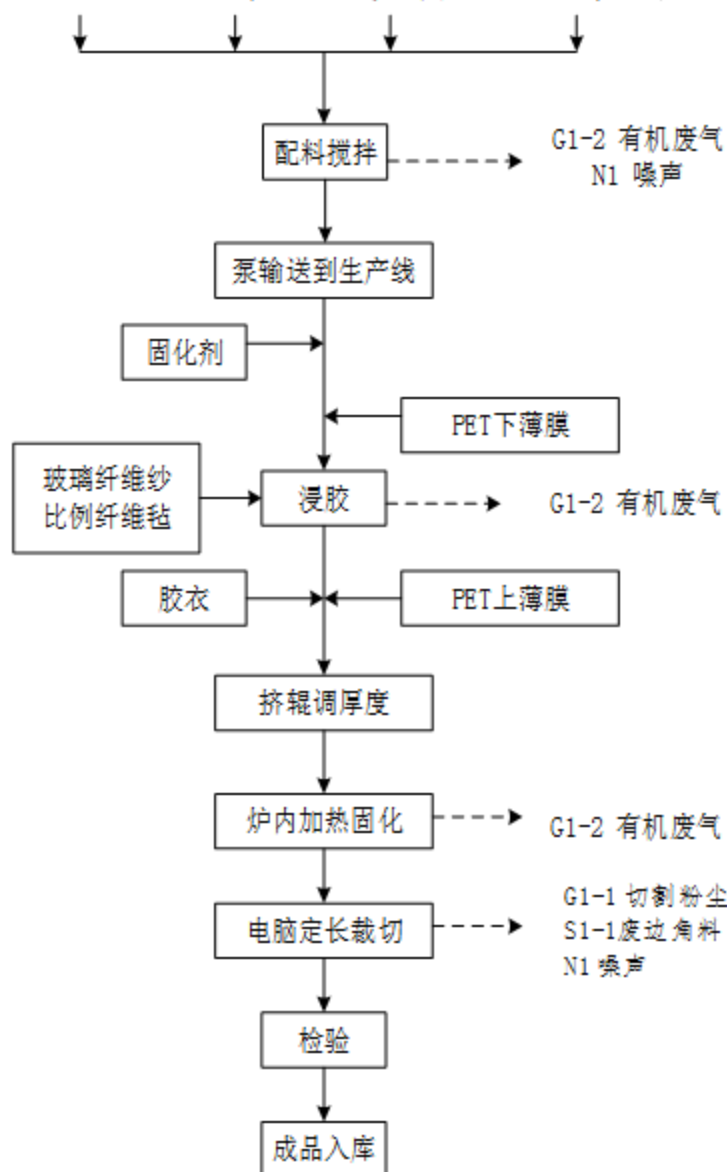 配料搅拌
G1-2 有机废气
N1 噪声
泵输送到生产线
固化剂
PET下薄膜
玻璃纤维纱
比例纤维毡
浸胶
G1-2 有机废气
胶衣
PET上薄膜
挤辊调厚度
炉内加热固化
G1-2 有机废气
G1-1 切割粉尘
电脑定长裁切
S1-1废边角料
N1 噪声
检验
成品入库